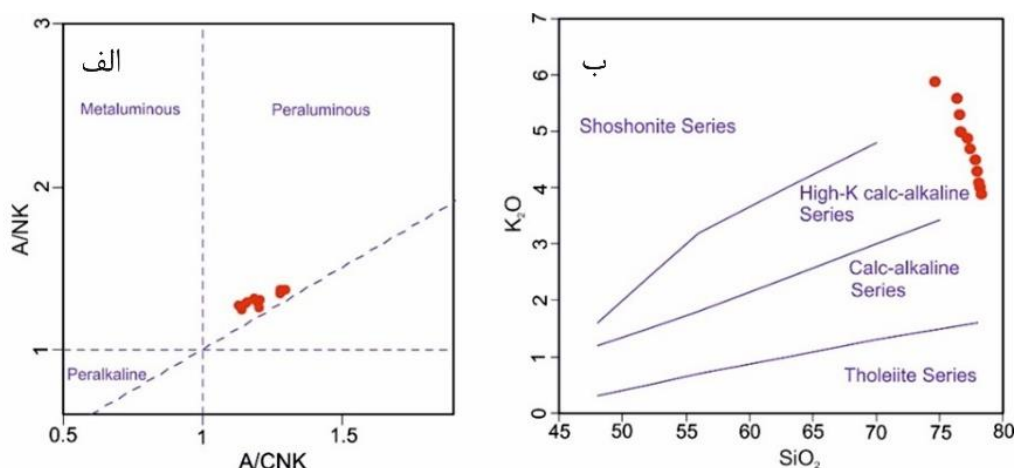 الف
3
2
1
A/NK
Metaluminous
Peraluminous
Peralkaline
0.5
1
1.5
A/CNK
ب
7
6
5
4
3
2
1
0
K₂O
Shoshonite Series
High-K calc-alkaline
Series
Calc-alkaline
Series
Tholeiite Series
45
50
55
60
65
70
75
80
SiO₂